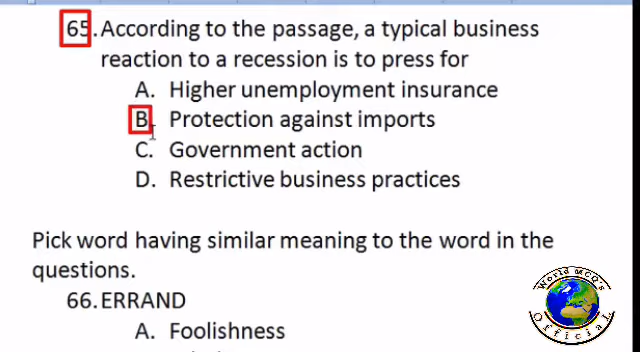 65. According to the passage, a typical business
reaction to a recession is to press for
A. Higher unemployment insurance
B. Protection against imports
C. Government action
D. Restrictive business practices
Pick word having similar meaning to the word in the
questions.
66. ERRAND
A. Foolishness
World MCQ's
Official